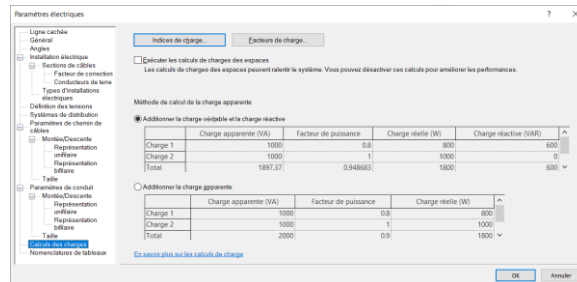 Paramètres électriques
? ×
Ligne cachée
Général
Angles
Installation électrique
Sections de câbles
Facteur de correction
Conducteurs de terre
Types d'installations
électriques
Définition des tensions
Systèmes de distribution
Paramètres de chemin de
câbles
Montée/Descente
Représentation
unifilaire
Représentation
bifilaire
Taille
Paramètres de conduit
Montée/Descente
Représentation
unifilaire
Représentation
bifilaire
Taille
Calculs des charges
Nomenclatures de tableaux
Indices de charge... Facteurs de charge...
Exécuter les calculs de charges des espaces
Les calculs de charges des espaces peuvent ralentir le système. Vous pouvez désactiver ces calculs pour améliorer les performances.
Méthode de calcul de la charge apparente
Additionner la charge véritable et la charge réactive
Charge apparente (VA) Facteur de puissance Charge réelle (W) Charge réactive (VAR)
Charge 1 1000 0.8 800 600
Charge 2 1000 1 1000 0
Total 1897.37 0.948683 1800 600
Additionner la charge apparente
Charge apparente (VA) Facteur de puissance Charge réelle (W)
Charge 1 1000 0.8 800
Charge 2 1000 1 1000
Total 2000 0.9 1800
En savoir plus sur les calculs de charge
OK Annuler